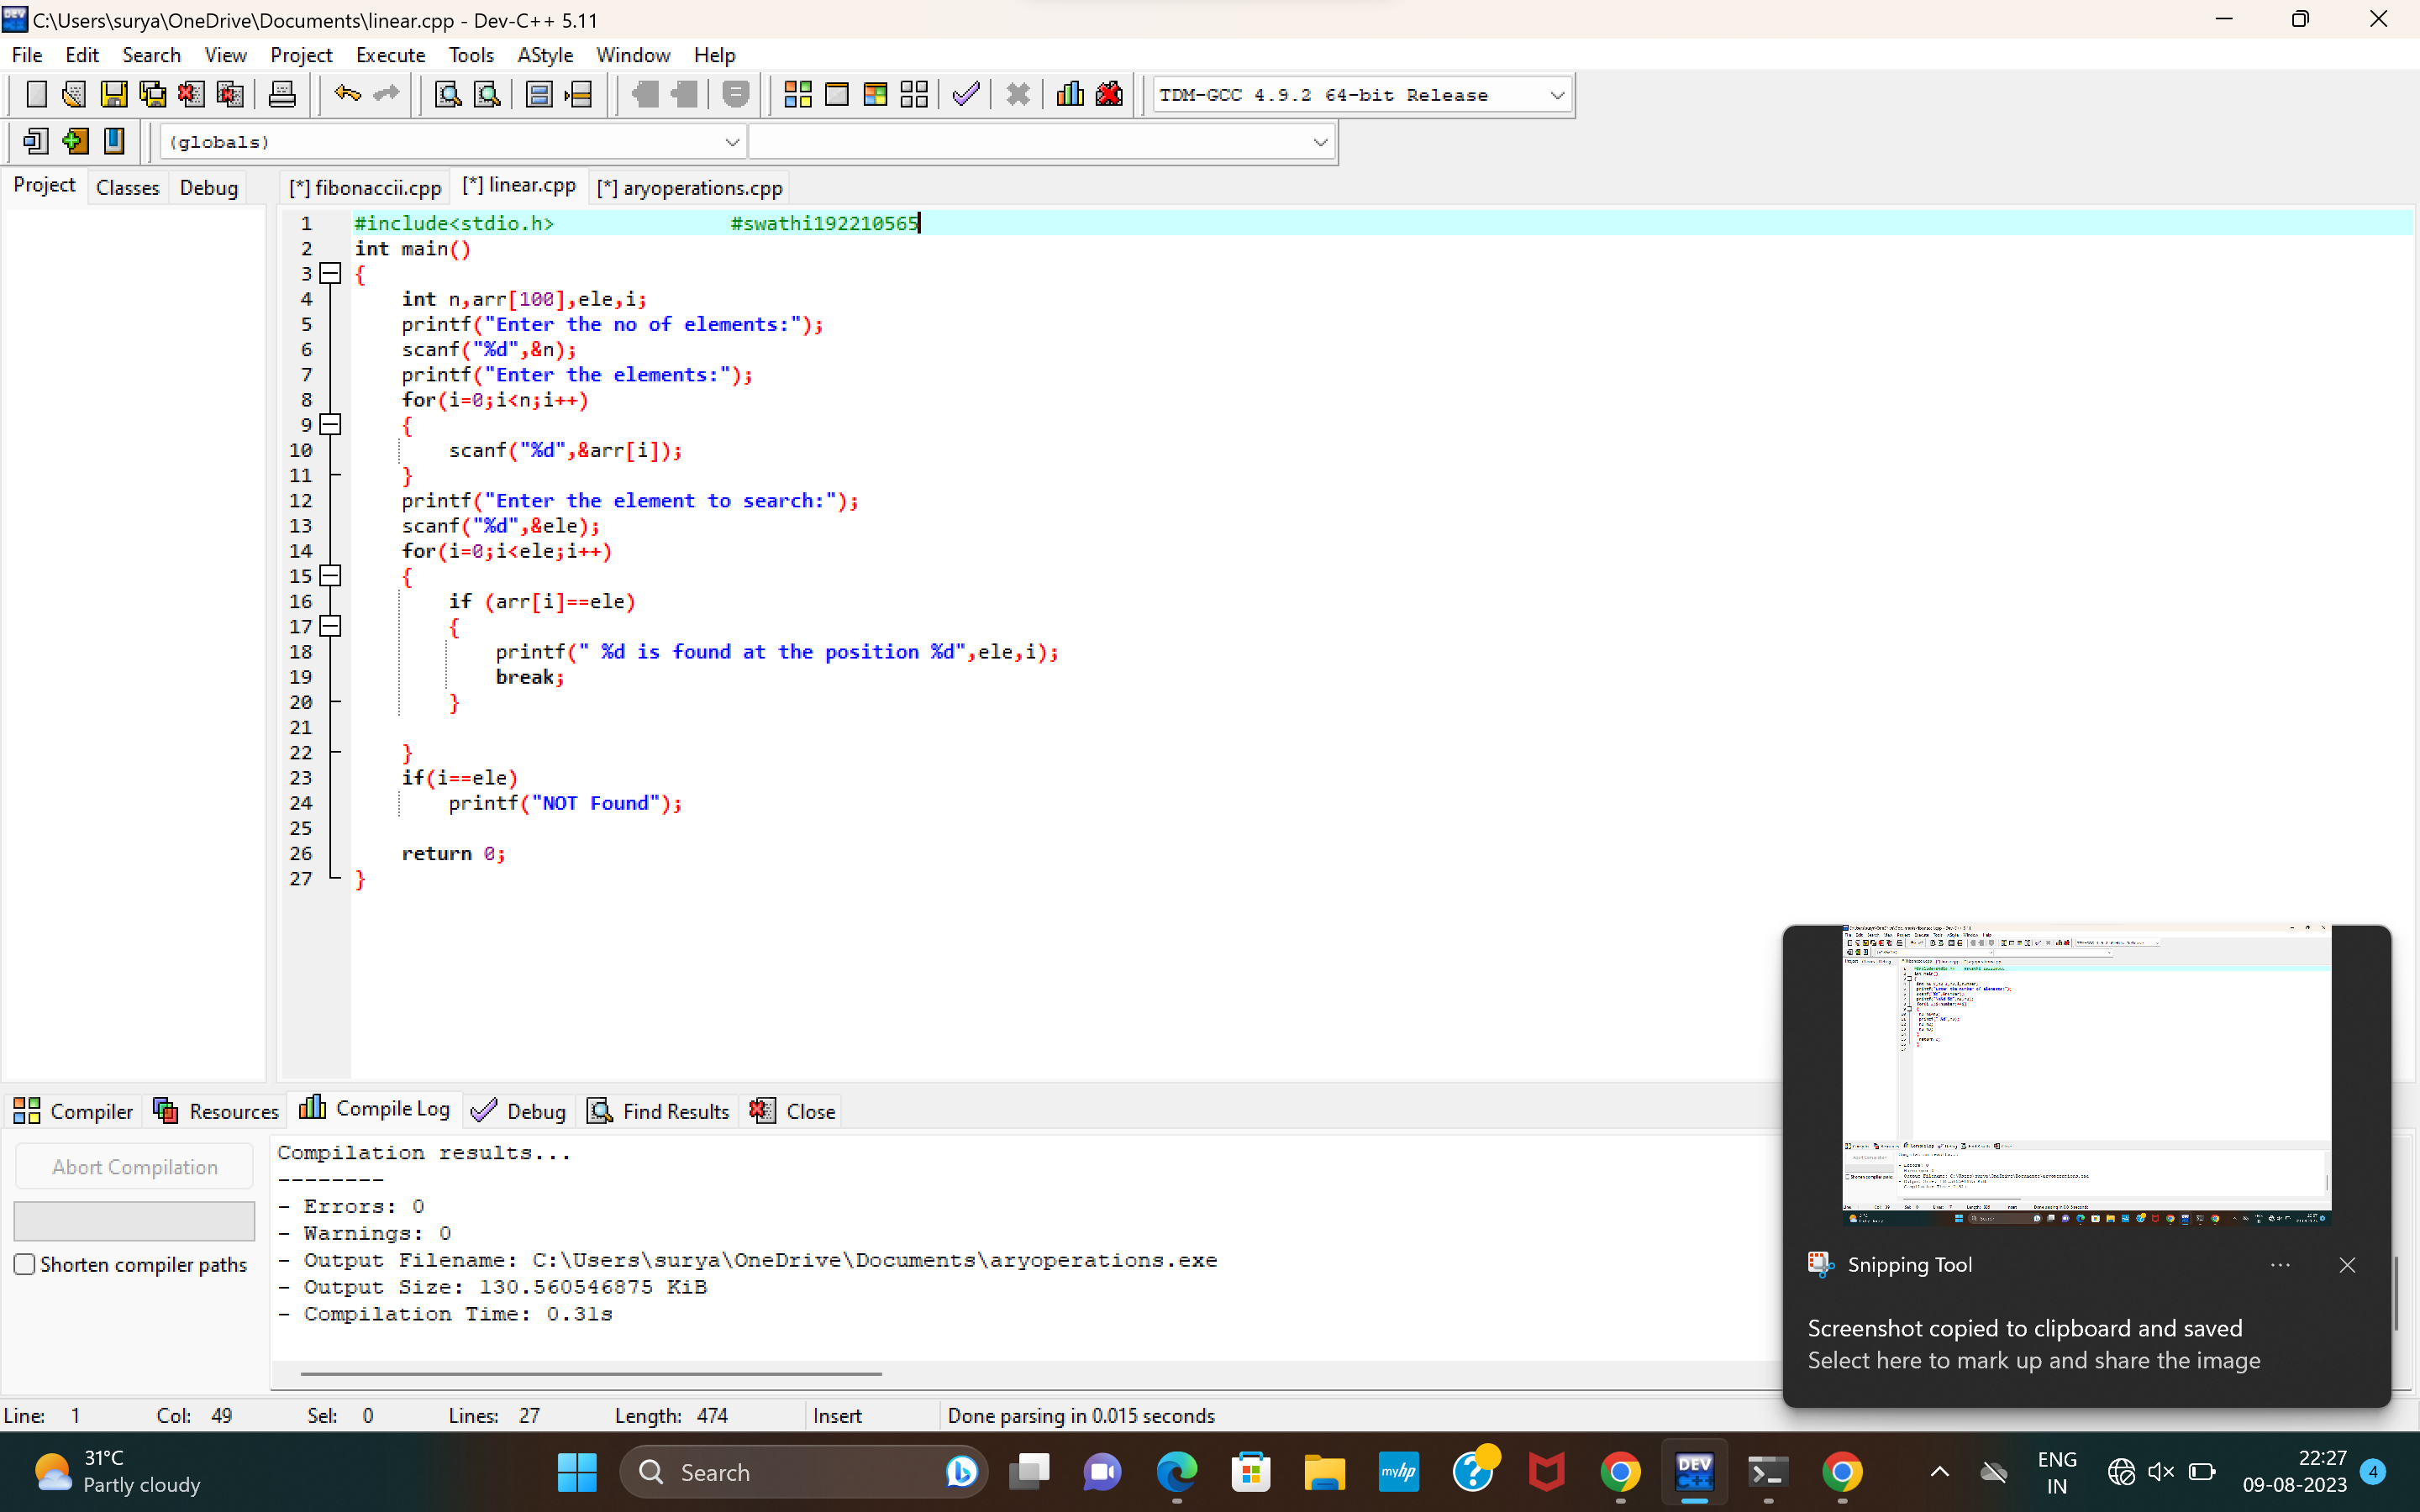 C:\Users\surya\OneDrive\Documents\linear.cpp - Dev-C++ 5.11
File Edit Search View Project Execute Tools AStyle Window Help
TDM-GCC 4.9.2 64-bit Release
(globals)
Project Classes Debug
[*] fibonaccii.cpp [*] linear.cpp [*] aryoperations.cpp
1 #include<stdio.h> #swathi192210565
2 int main()
3 {
4 int n,arr[100],ele,i;
5 printf("Enter the no of elements:");
6 scanf("%d",&n);
7 printf("Enter the elements:");
8 for(i=0;i<n;i++)
9 {
10 scanf("%d",&arr[i]);
11 }
12 printf("Enter the element to search:");
13 scanf("%d",&ele);
14 for(i=0;i<ele;i++)
15 {
16 if (arr[i]==ele)
17 {
18 printf(" %d is found at the position %d",ele,i);
19 break;
20 }
21
22 }
23 if(i==ele)
24 printf("NOT Found");
25
26 return 0;
27 }
Compiler Resources Compile Log Debug Find Results Close
Abort Compilation
Shorten compiler paths
Compilation results...
--------
- Errors: 0
- Warnings: 0
- Output Filename: C:\Users\surya\OneDrive\Documents\aryoperations.exe
- Output Size: 130.560546875 KiB
- Compilation Time: 0.31s
Snipping Tool
Screenshot copied to clipboard and saved
Select here to mark up and share the image
Line: 1 Col: 49 Sel: 0 Lines: 27 Length: 474 Insert Done parsing in 0.015 seconds
31°C
Partly cloudy
Search
myhp
DEV
C++
ENG
IN
22:27
09-08-2023
4